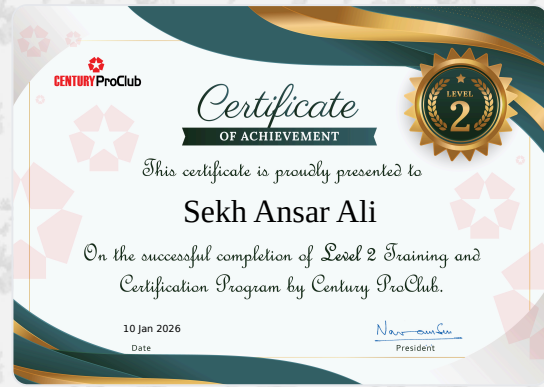 CENTURY ProClub
Certificate
OF ACHIEVEMENT
LEVEL
2
This certificate is proudly presented to
Sekh Ansar Ali
On the successful completion of Level 2 Training and
Certification Program by Century ProClub.
10 Jan 2026
Date
President